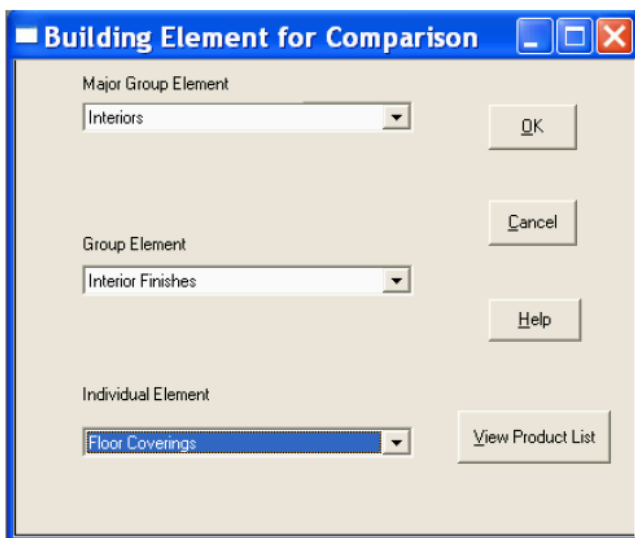 Building Element for Comparison
Major Group Element
Interiors
OK
Cancel
Group Element
Interior Finishes
Help
Individual Element
Floor Coverings
View Product List